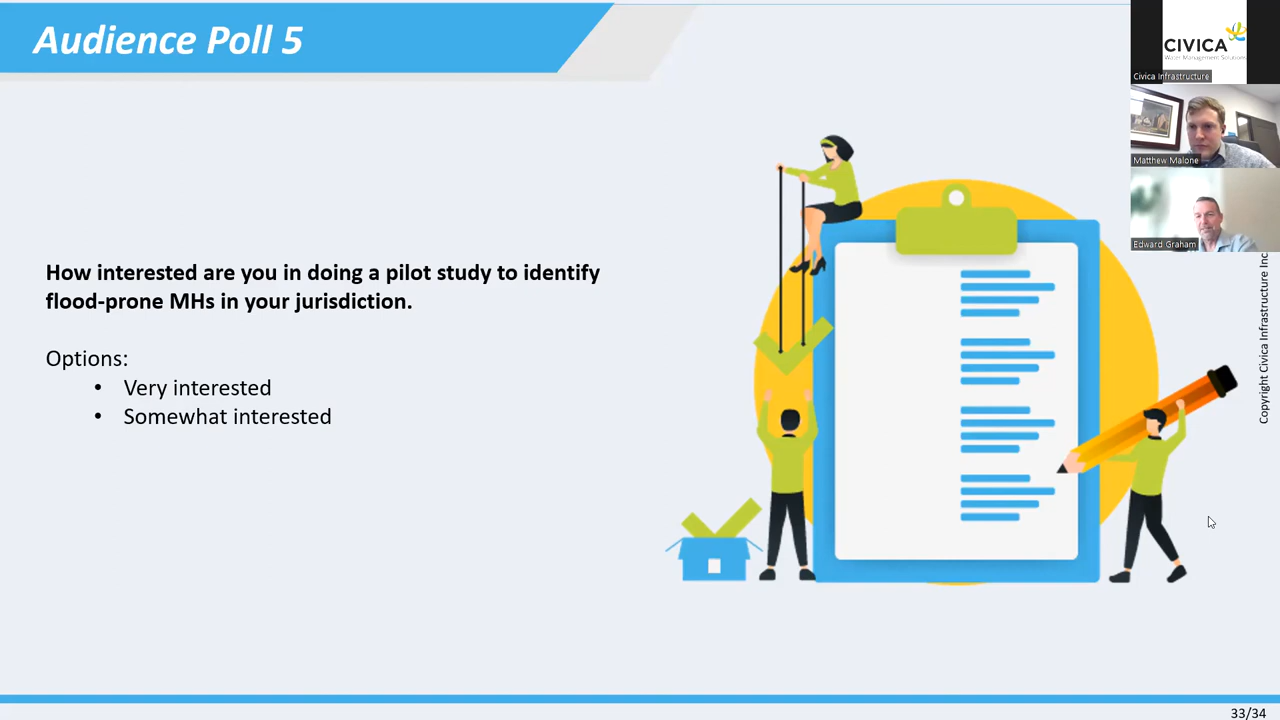 Audience Poll 5
CIVICA
Water Management Solutions
Civica Infrastructure
Matthew Malone
Edward Graham
How interested are you in doing a pilot study to identify
flood-prone MHs in your jurisdiction.
Options:
• Very interested
• Somewhat interested
Copyright Civica Infrastructure Inc
33/34